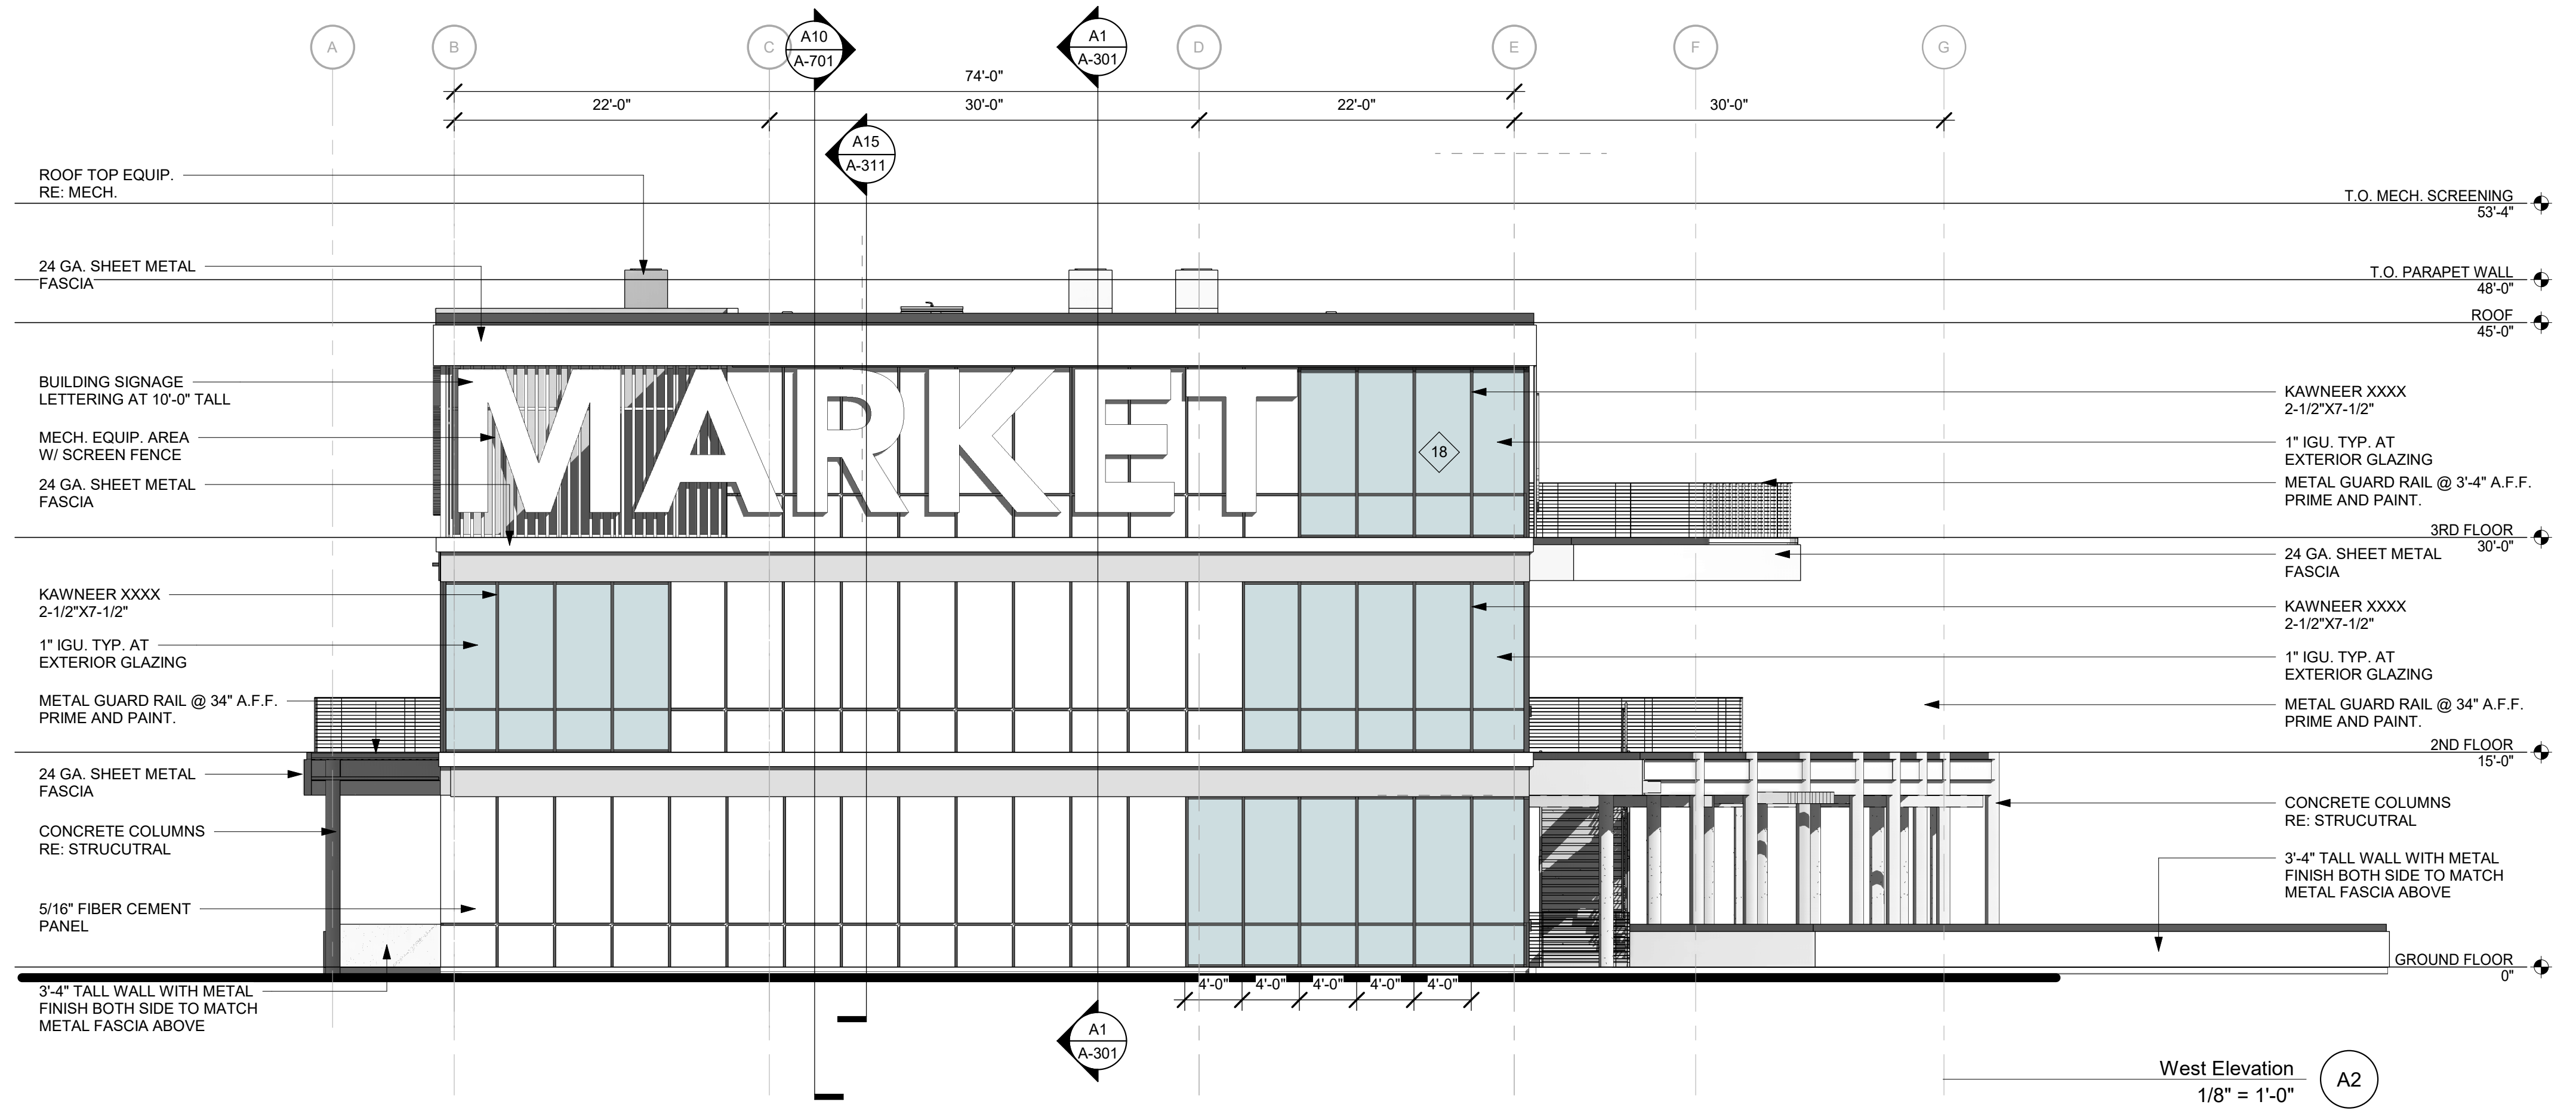 A
B
C
A10
A-701
A1
A-301
D
E
F
G
74'-0"
22'-0"
30'-0"
22'-0"
30'-0"
A15
A-311
ROOF TOP EQUIP.
RE: MECH.
T.O. MECH. SCREENING
53'-4"
24 GA. SHEET METAL
FASCIA
T.O. PARAPET WALL
48'-0"
ROOF
45'-0"
BUILDING SIGNAGE
LETTERING AT 10'-0" TALL
MECH. EQUIP. AREA
W/ SCREEN FENCE
24 GA. SHEET METAL
FASCIA
MARKET
18
KAWNEER XXXX
2-1/2"X7-1/2"
1" IGU. TYP. AT
EXTERIOR GLAZING
METAL GUARD RAIL @ 3'-4" A.F.F.
PRIME AND PAINT.
3RD FLOOR
30'-0"
24 GA. SHEET METAL
FASCIA
KAWNEER XXXX
2-1/2"X7-1/2"
1" IGU. TYP. AT
EXTERIOR GLAZING
METAL GUARD RAIL @ 34" A.F.F.
PRIME AND PAINT.
KAWNEER XXXX
2-1/2"X7-1/2"
1" IGU. TYP. AT
EXTERIOR GLAZING
METAL GUARD RAIL @ 34" A.F.F.
PRIME AND PAINT.
2ND FLOOR
15'-0"
24 GA. SHEET METAL
FASCIA
CONCRETE COLUMNS
RE: STRUCUTRAL
5/16" FIBER CEMENT
PANEL
3'-4" TALL WALL WITH METAL
FINISH BOTH SIDE TO MATCH
METAL FASCIA ABOVE
CONCRETE COLUMNS
RE: STRUCUTRAL
3'-4" TALL WALL WITH METAL
FINISH BOTH SIDE TO MATCH
METAL FASCIA ABOVE
GROUND FLOOR
0"
4'-0"
4'-0"
4'-0"
4'-0"
4'-0"
A1
A-301
West Elevation
1/8" = 1'-0"
A2